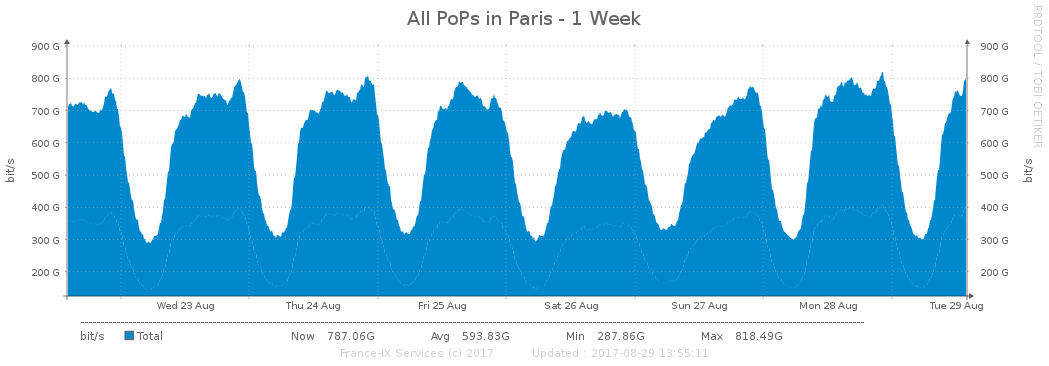 All PoPs in Paris - 1 Week
RRDTOOL / TOBI OETIKER
900 G 900 G
800 G 800 G
700 G 700 G
600 G 600 G
500 G 500 G
400 G 400 G
300 G 300 G
200 G 200 G
bit/s bit/s
Wed 23 Aug Thu 24 Aug Fri 25 Aug Sat 26 Aug Sun 27 Aug Mon 28 Aug Tue 29 Aug
bit/s Total Now 787.06G Avg 593.83G Min 287.86G Max 818.49G
France-IX Services (c) 2017 Updated : 2017-08-29 13:55:11